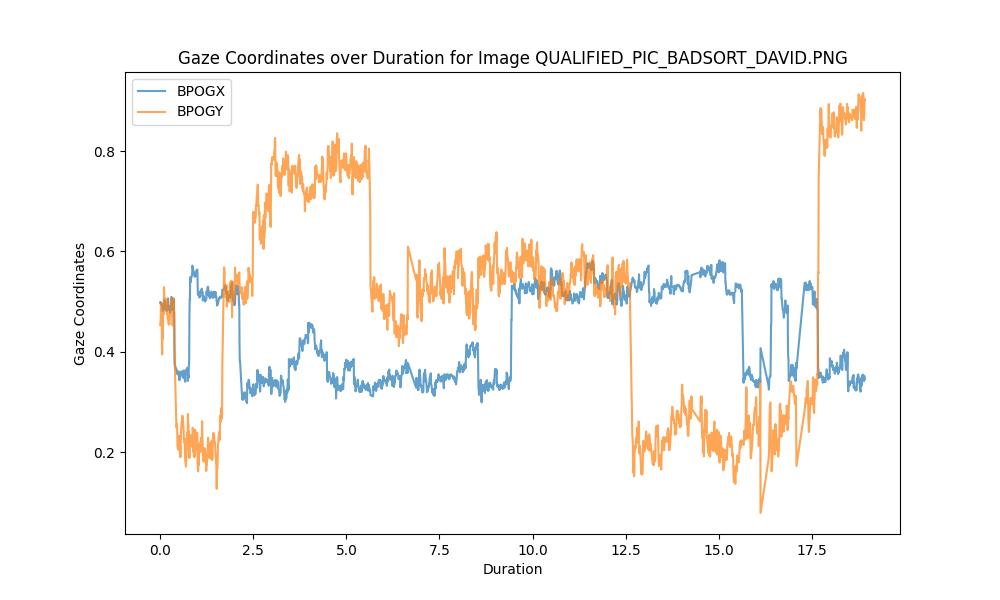 Gaze Coordinates over Duration for Image QUALIFIED_PIC_BADSORT_DAVID.PNG
BPOGX
BPOGY
0.8
0.6
0.4
0.2
Gaze Coordinates
0.0 2.5 5.0 7.5 10.0 12.5 15.0 17.5
Duration